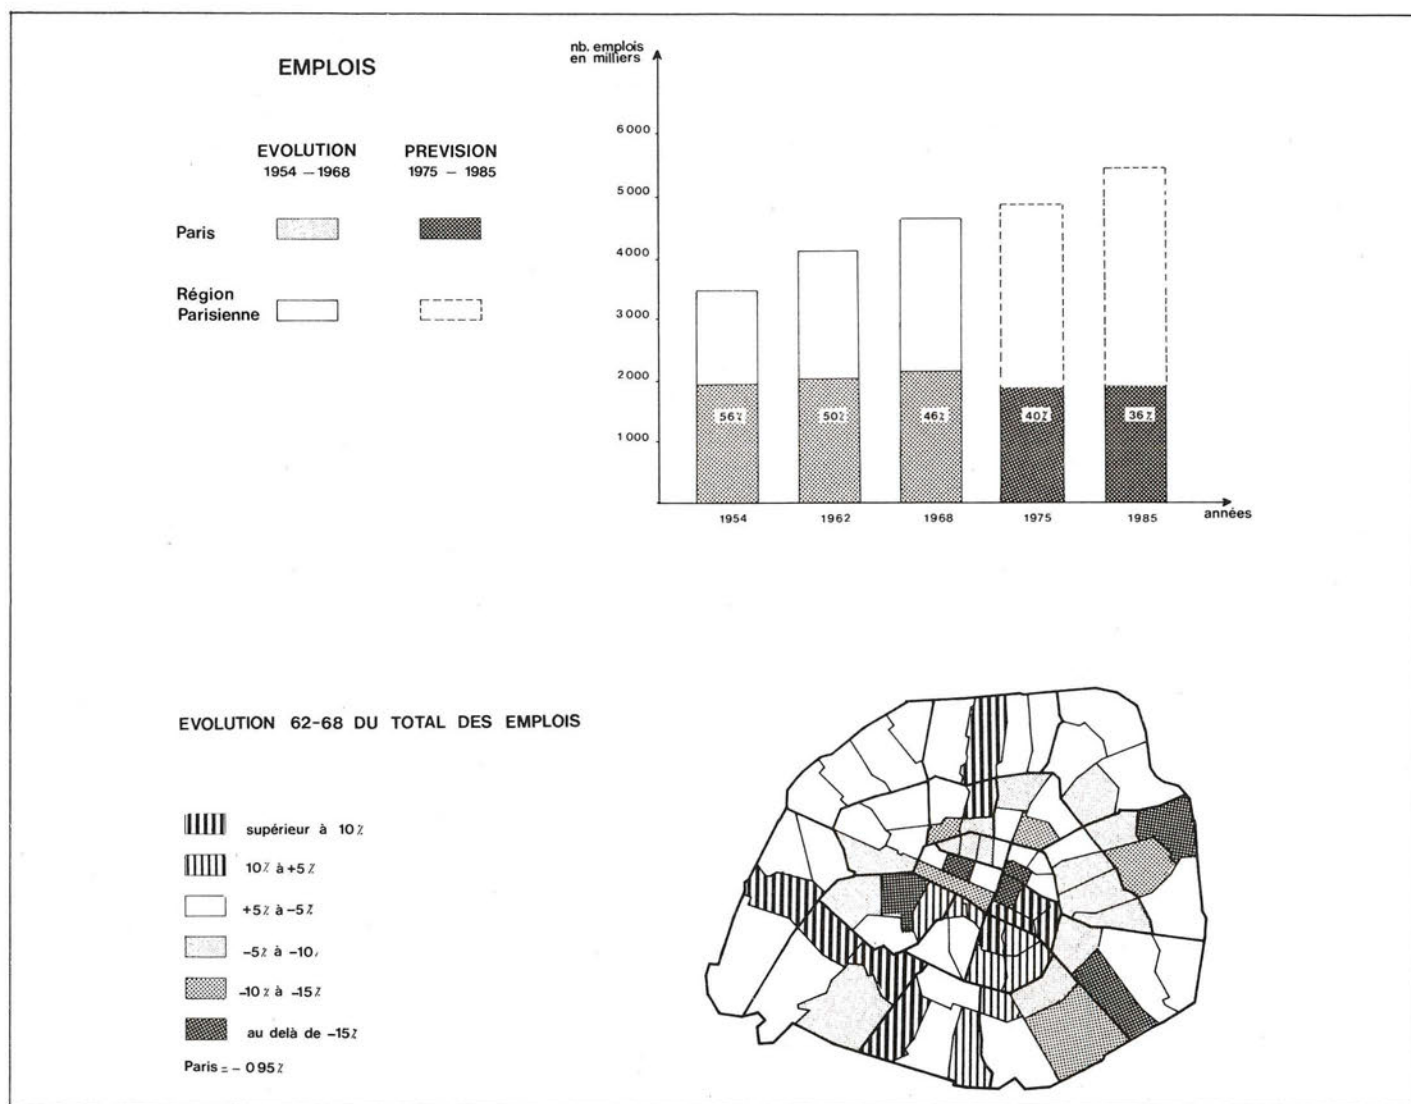 EMPLOIS
EVOLUTION PREVISION
1954 — 1968 1975 — 1985
Paris
Région
Parisienne
nb. emplois
en milliers
6 000
5 000
4 000
3 000
2 000
1 000
56% 50% 46% 40% 36%
1954 1962 1968 1975 1985 années
EVOLUTION 62-68 DU TOTAL DES EMPLOIS
supérieur à 10%
10% à +5%
+5% à -5%
-5% à -10
-10% à -15%
au delà de -15%
Paris = - 0 95%